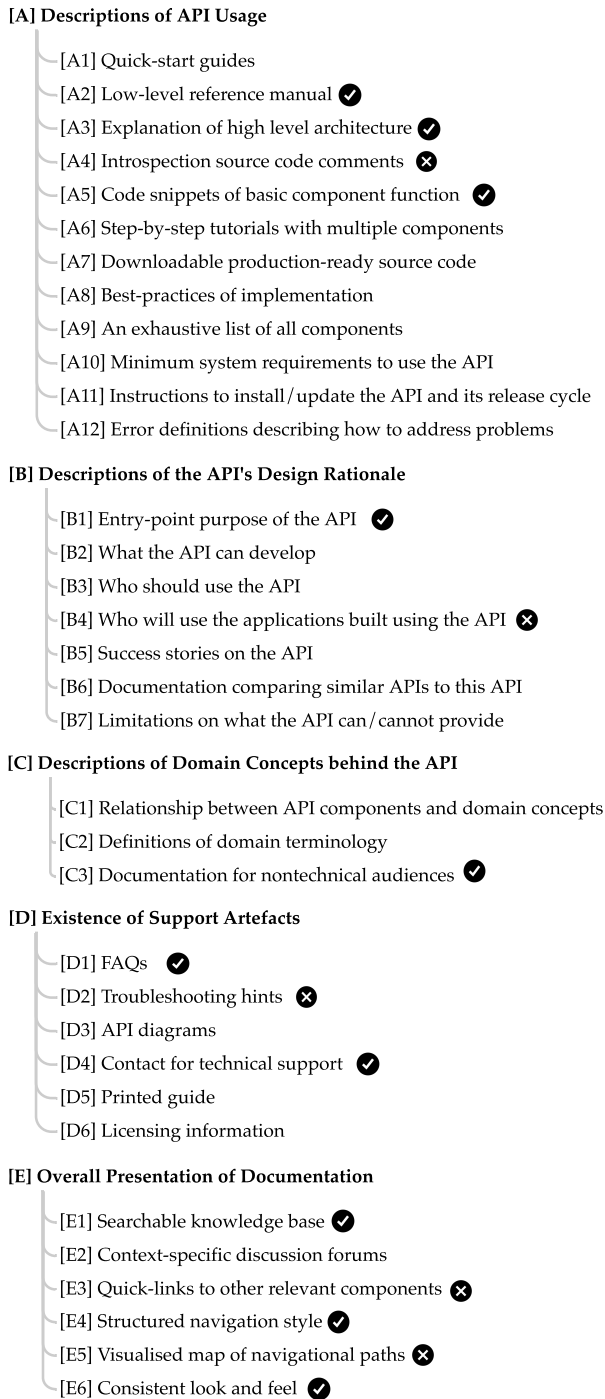 [A] Descriptions of API Usage
[A1] Quick-start guides
[A2] Low-level reference manual
[A3] Explanation of high level architecture
[A4] Introspection source code comments
[A5] Code snippets of basic component function
[A6] Step-by-step tutorials with multiple components
[A7] Downloadable production-ready source code
[A8] Best-practices of implementation
[A9] An exhaustive list of all components
[A10] Minimum system requirements to use the API
[A11] Instructions to install/update the API and its release cycle
[A12] Error definitions describing how to address problems
[B] Descriptions of the API's Design Rationale
[B1] Entry-point purpose of the API
[B2] What the API can develop
[B3] Who should use the API
[B4] Who will use the applications built using the API
[B5] Success stories on the API
[B6] Documentation comparing similar APIs to this API
[B7] Limitations on what the API can/cannot provide
[C] Descriptions of Domain Concepts behind the API
[C1] Relationship between API components and domain concepts
[C2] Definitions of domain terminology
[C3] Documentation for nontechnical audiences
[D] Existence of Support Artefacts
[D1] FAQs
[D2] Troubleshooting hints
[D3] API diagrams
[D4] Contact for technical support
[D5] Printed guide
[D6] Licensing information
[E] Overall Presentation of Documentation
[E1] Searchable knowledge base
[E2] Context-specific discussion forums
[E3] Quick-links to other relevant components
[E4] Structured navigation style
[E5] Visualised map of navigational paths
[E6] Consistent look and feel